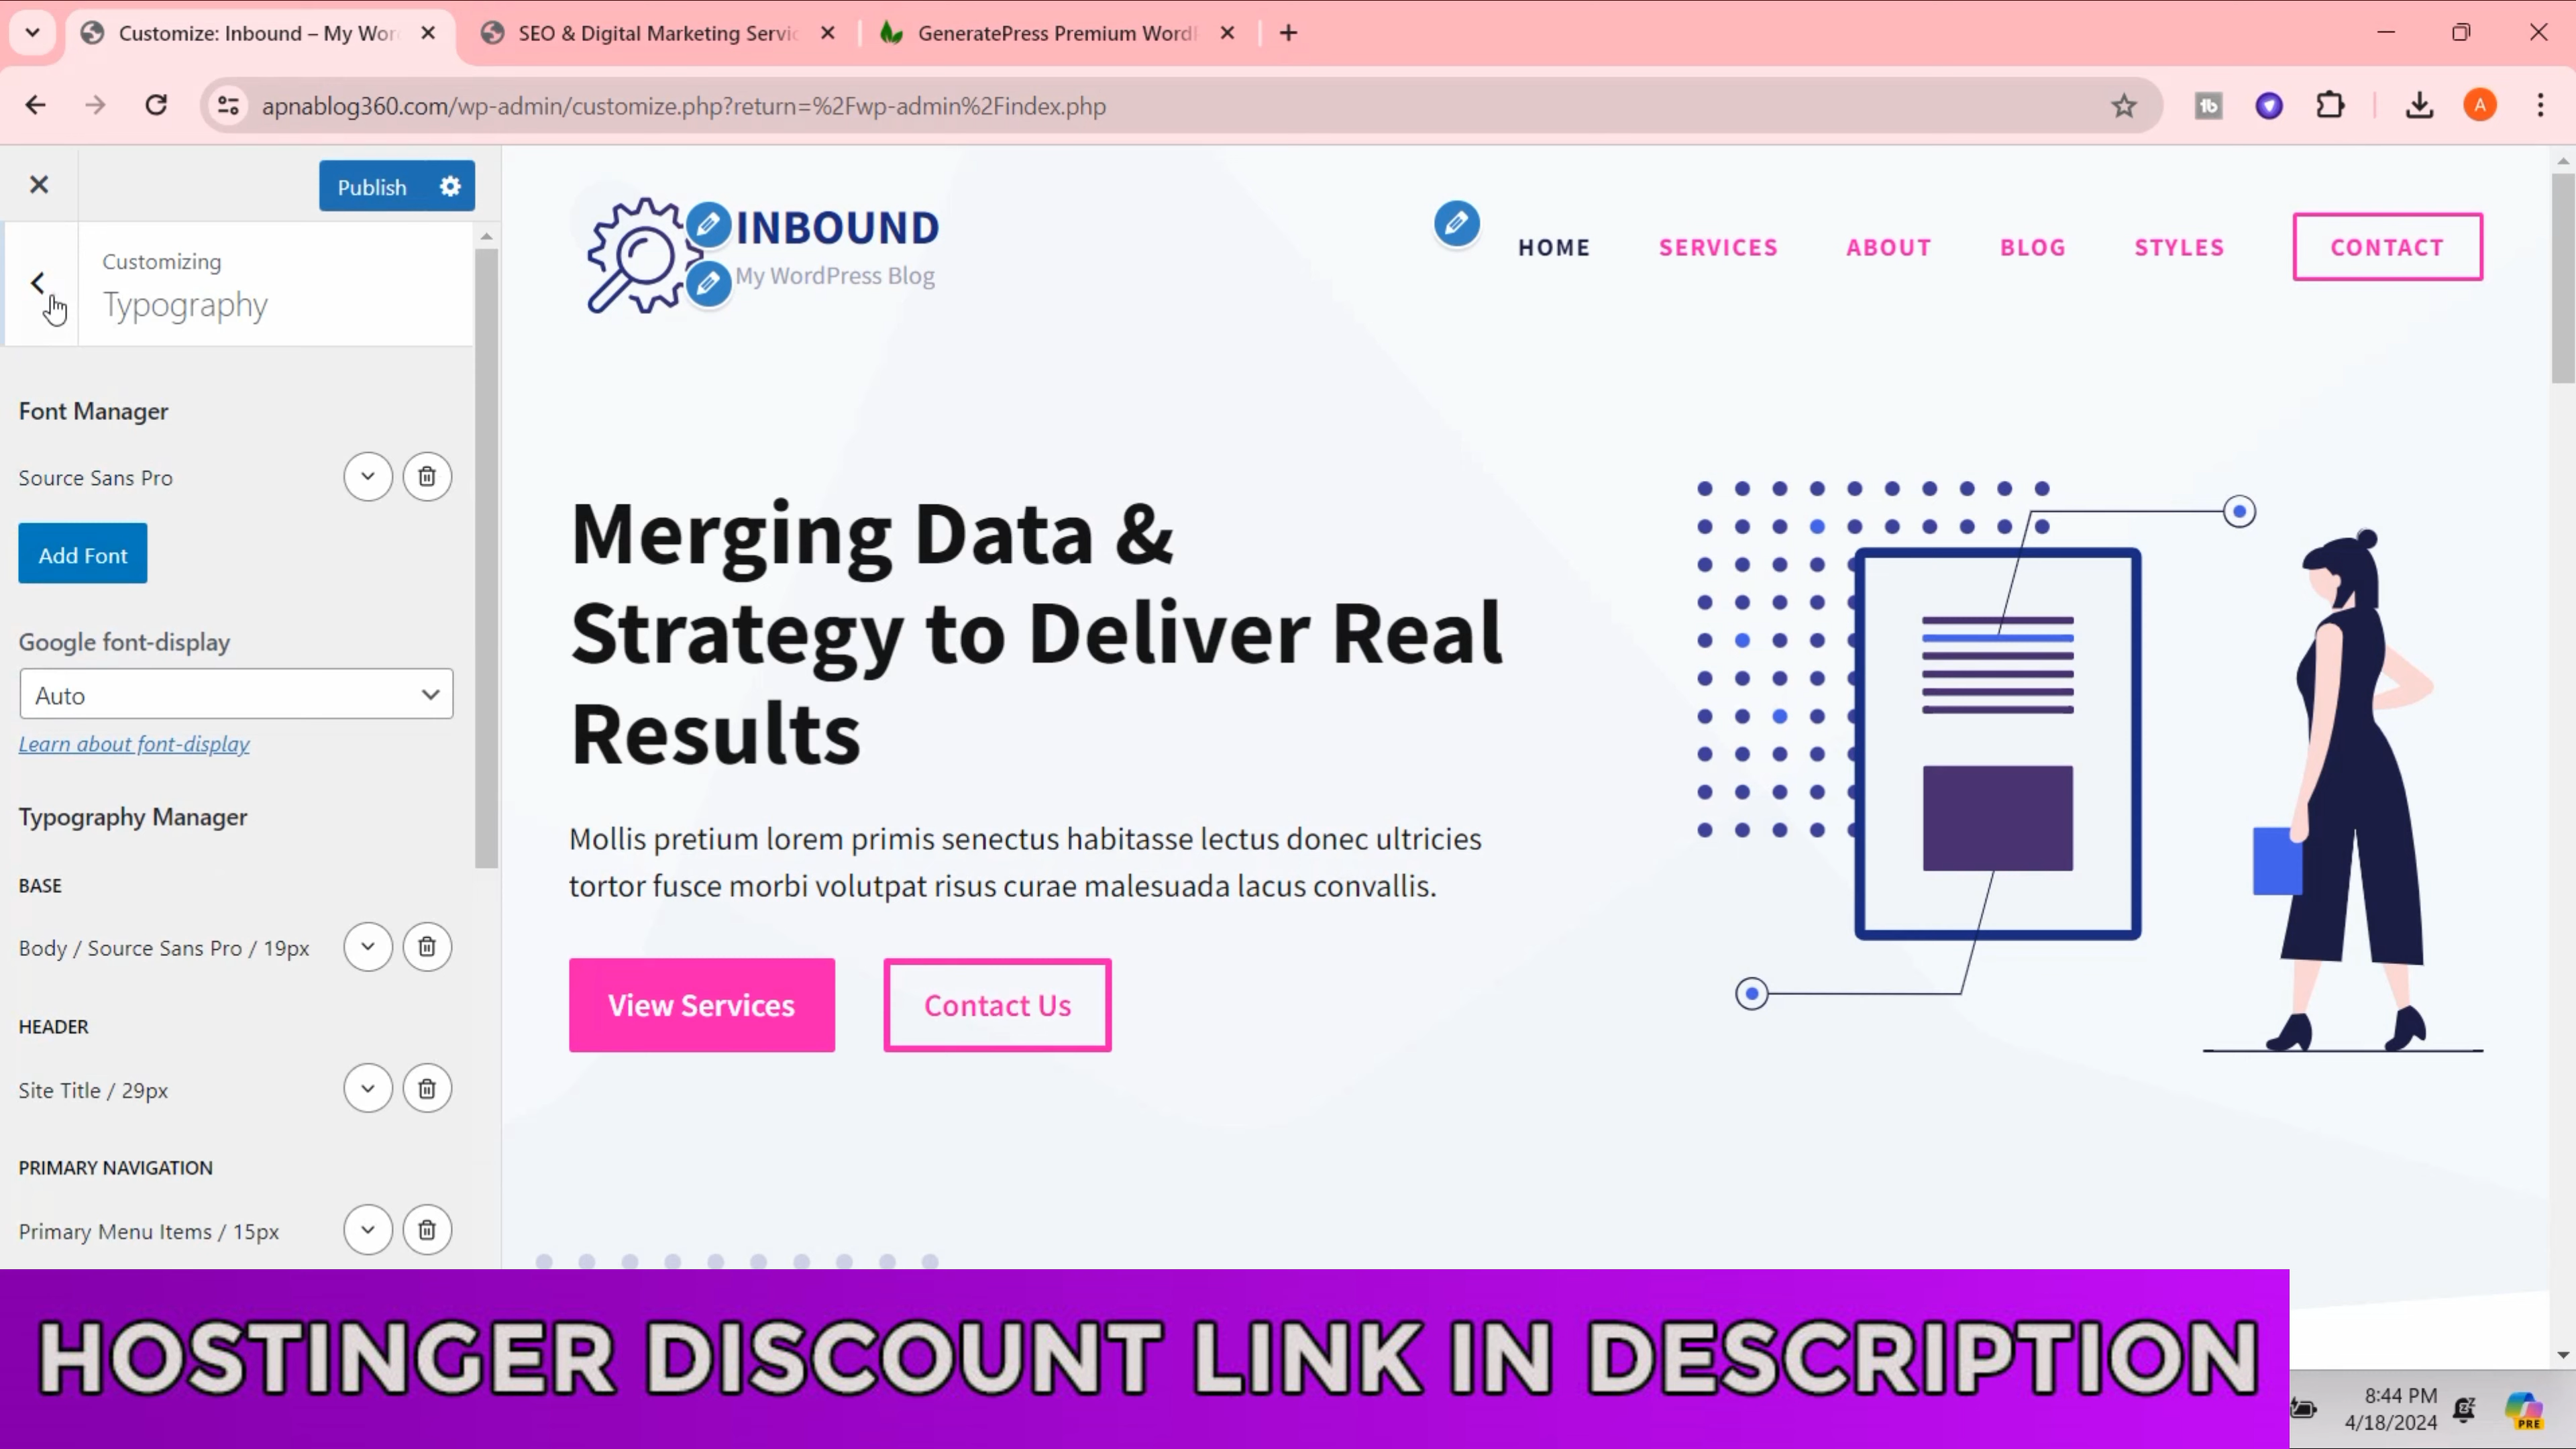 Customize: Inbound – My Wor
SEO & Digital Marketing Servic
GeneratePress Premium Word
apnablog360.com/wp-admin/customize.php?return=%2Fwp-admin%2Findex.php
A
Publish
Customizing
Typography
Font Manager
Source Sans Pro
Add Font
Google font-display
Auto
Learn about font-display
Typography Manager
BASE
Body / Source Sans Pro / 19px
HEADER
Site Title / 29px
PRIMARY NAVIGATION
Primary Menu Items / 15px
INBOUND
My WordPress Blog
HOME SERVICES ABOUT BLOG STYLES CONTACT
Merging Data &
Strategy to Deliver Real
Results
Mollis pretium lorem primis senectus habitasse lectus donec ultricies
tortor fusce morbi volutpat risus curae malesuada lacus convallis.
View Services
Contact Us
HOSTINGER DISCOUNT LINK IN DESCRIPTION
8:44 PM
4/18/2024
PRE